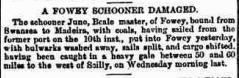 A FOWEY SCHOONER DAMAGED.
The schooner June, Beale master, of Fowey, bound from
Swansea to Madeira, with coals, having sailed from the
former port on the 10th inst., put into Fowey yesterday,
with bulwarks washed away, sails split, and cargo shifted,
having been caught in a heavy gale between 50 and 60
miles to the west of Scilly, on Wednesday morning last.